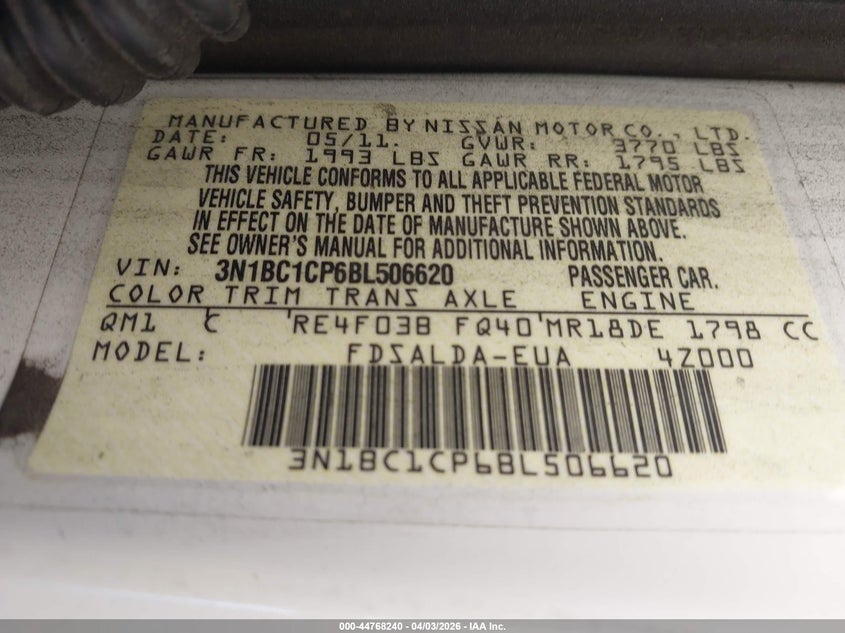 MANUFACTURED BY NISSAN MOTOR CO., LTD.
DATE: 05/11. GVWR: 3770 LBS
GAWR FR: 1993 LBS GAWR RR: 1795 LBS
THIS VEHICLE CONFORMS TO ALL APPLICABLE FEDERAL MOTOR
VEHICLE SAFETY, BUMPER AND THEFT PREVENTION STANDARDS
IN EFFECT ON THE DATE OF MANUFACTURE SHOWN ABOVE.
SEE OWNER'S MANUAL FOR ADDITIONAL INFORMATION.
VIN: 3N1BC1CP6BL506620 PASSENGER CAR.
COLOR TRIM TRANS AXLE ENGINE
QM1 C RE4F03B FQ40 MR18DE 1798 CC
MODEL: FDSALDA-EUA 4Z000
3N1BC1CP6BL506620
000-44768240 - 04/03/2026 - IAA Inc.